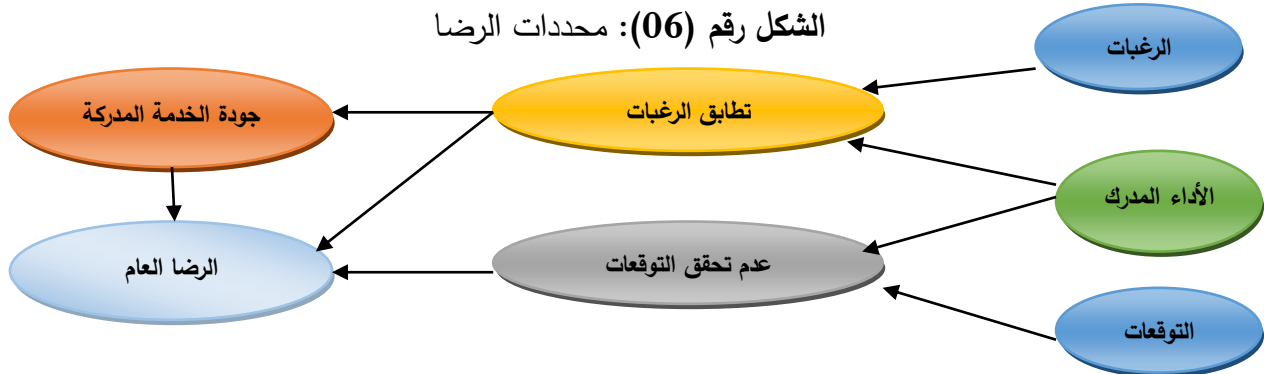 الشكل رقم (06): محددات الرضا
الرغبات
تطابق الرغبات
جودة الخدمة المدركة
الأداء المدرك
عدم تحقق التوقعات
الرضا العام
التوقعات